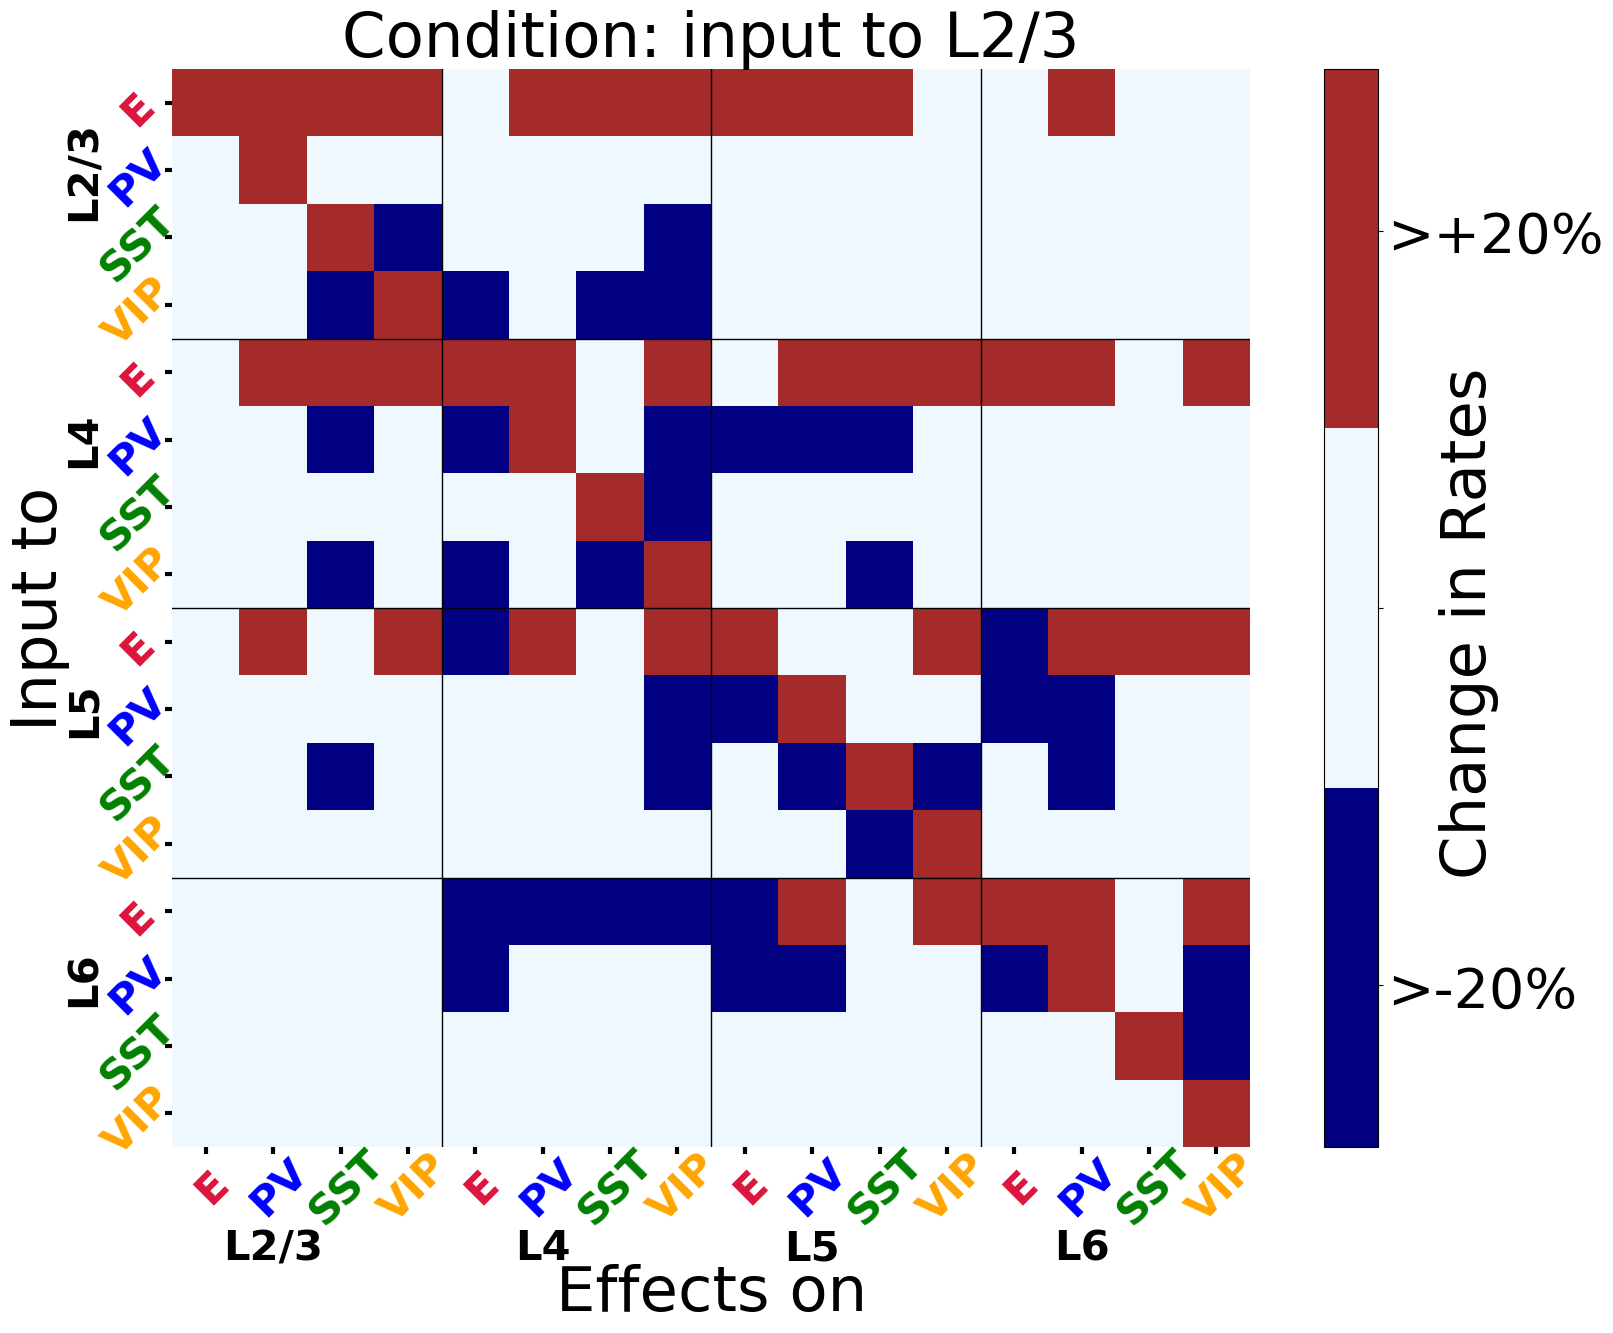 Condition: input to L2/3
Input to
L2/3
E
PV
SST
VIP
L4
E
PV
SST
VIP
L5
E
PV
SST
VIP
L6
E
PV
SST
VIP
E PV SST VIP E PV SST VIP E PV SST VIP E PV SST VIP
L2/3 L4 L5 L6
Effects on
>+20%
>-20%
Change in Rates